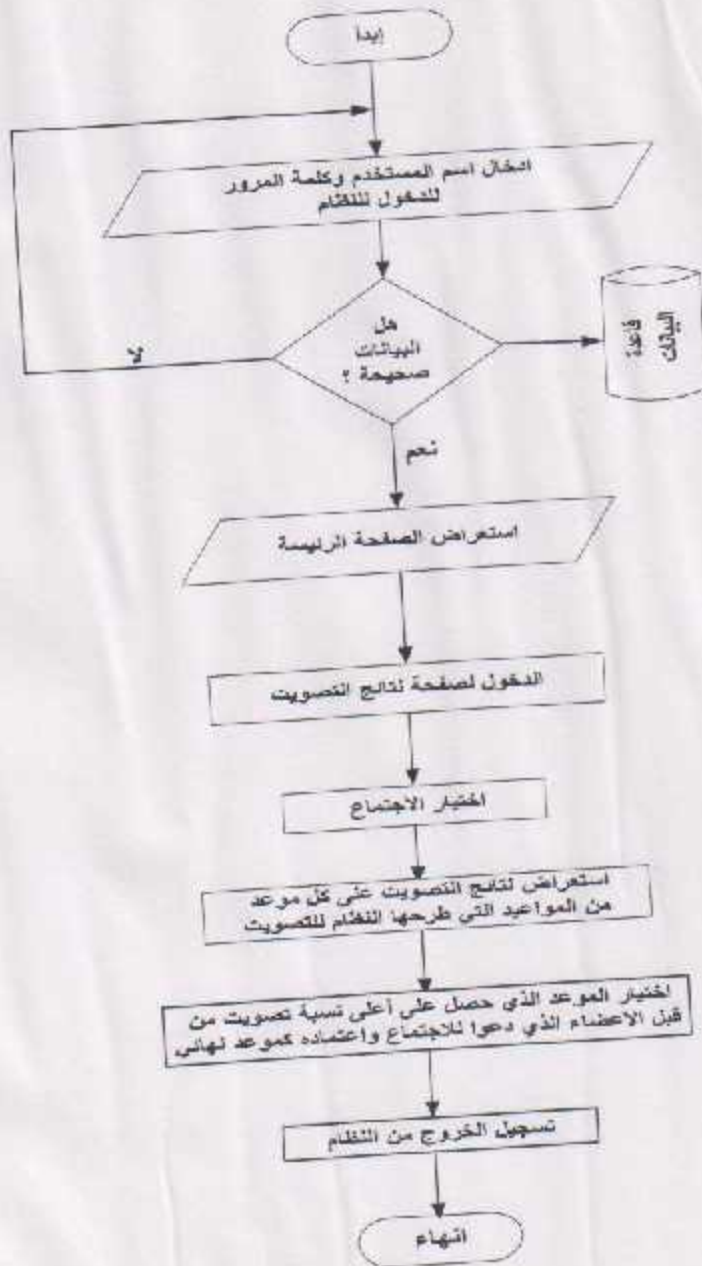 إبدأ
ادخال اسم المستخدم وكلمة المرور
للدخول للنظام
هل
البيانات
صحيحة ؟
قاعدة
البيانات
لا
نعم
استعراض الصفحة الرئيسة
الدخول لصفحة نتائج التصويت
اختيار الاجتماع
استعراض نتائج التصويت على كل موعد
من المواعيد التي طرحها النظام للتصويت
اختيار الموعد الذي حصل على أعلى نسبة تصويت من
قبل الاعضاء الذي دعوا للاجتماع واعتماده كموعد نهائي
تسجيل الخروج من النظام
انهاء